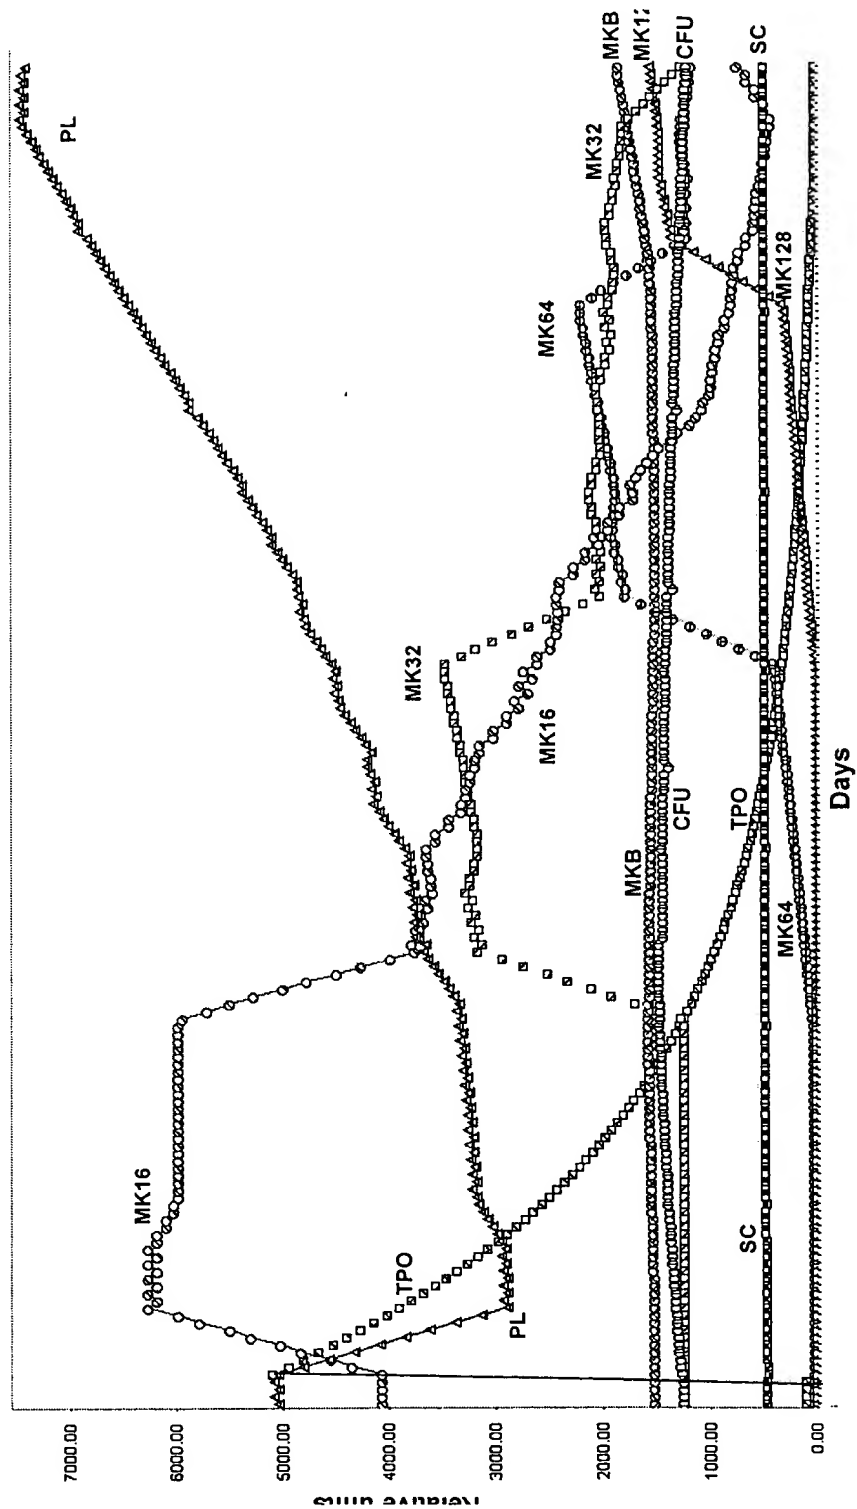 PL
7000.00
MK16
6000.00
5000.00
TPO
4000.00
MK32
PL
3000.00
MK16
MK64
MK32
2000.00
MKB
MKB
CFU
CFU
1000.00
TPO
SC
SC
MK64
MK128
0.00
Days